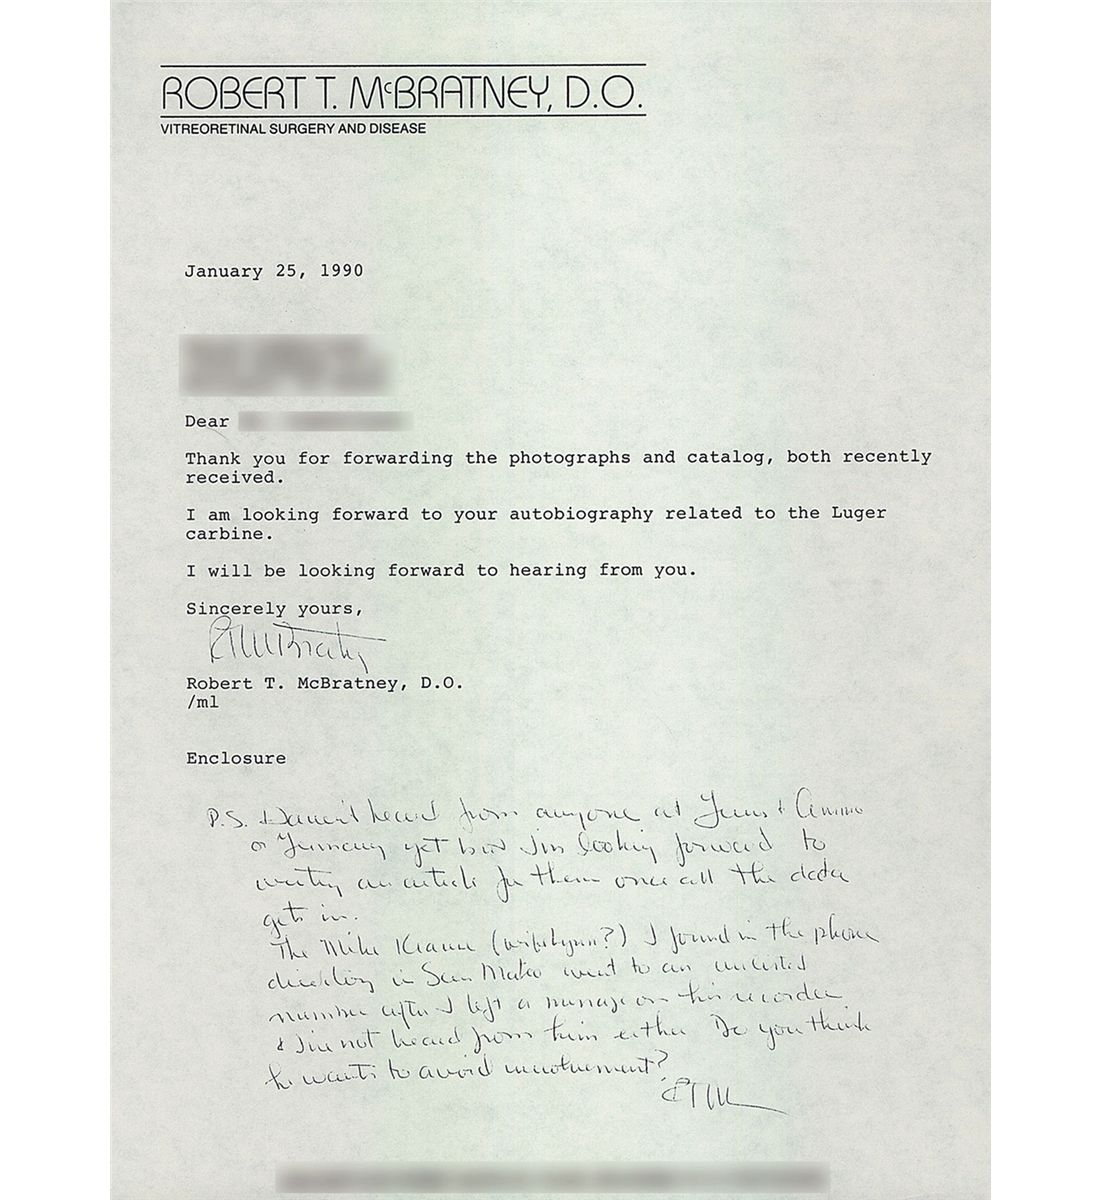 ROBERT T. McBRATNEY, D.O.
VITREORETINAL SURGERY AND DISEASE
January 25, 1990
Dear
Thank you for forwarding the photographs and catalog, both recently
received.
I am looking forward to your autobiography related to the Luger
carbine.
I will be looking forward to hearing from you.
Sincerely yours,
RTMcBratney
Robert T. McBratney, D.O.
/ml
Enclosure
P.S. Haven't heard from anyone at Guns & Ammo
or Germany yet but I'm looking forward to
writing an article for them once all the data
gets in.
The Mike Krause (wife Lynn?) I found in the phone
directory in San Mateo went to an unlisted
number after I left a message on his recorder
& I've not heard from him either Do you think
he wants to avoid involvement?
RTM